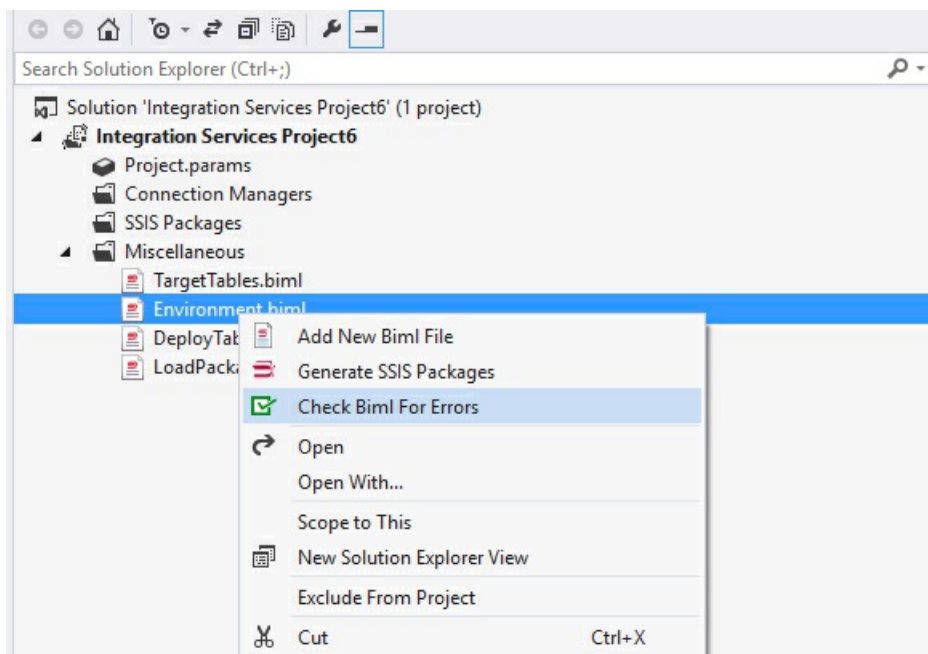 Search Solution Explorer (Ctrl+;)
Solution 'Integration Services Project6' (1 project)
Integration Services Project6
Project.params
Connection Managers
SSIS Packages
Miscellaneous
TargetTables.biml
Environment.biml
DeployTab
LoadPacka
Add New Biml File
Generate SSIS Packages
Check Biml For Errors
Open
Open With...
Scope to This
New Solution Explorer View
Exclude From Project
Cut Ctrl+X